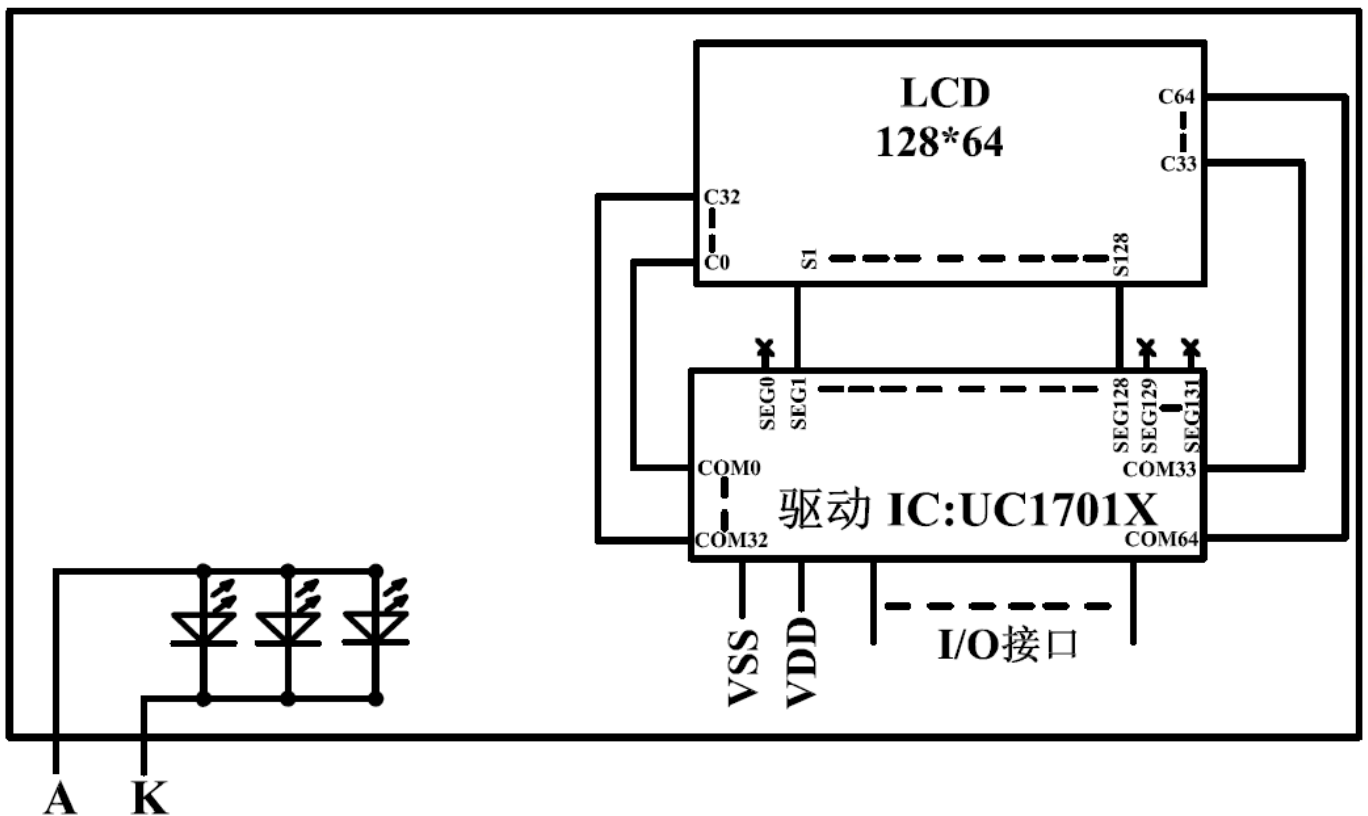 LCD
128*64
C64
C33
C32
C0
S1
S128
SEG0
SEG1
SEG128
SEG129
SEG131
COM0
COM33
驱动 IC:UC1701X
COM32
COM64
VSS
VDD
I/O接口
A
K